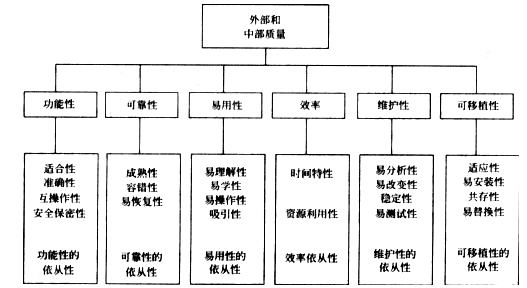 外部和
中部质量
功能性
可靠性
易用性
效率
维护性
可移植性
适合性
准确性
互操作性
安全保密性
功能性的
依从性
成熟性
容错性
易恢复性
可靠性的
依从性
易理解性
易学性
易操作性
吸引性
易用性的
依从性
时间特性
资源利用性
效率依从性
易分析性
易改变性
稳定性
易测试性
维护性的
依从性
适应性
易安装性
共存性
易替换性
可移植性的
依从性